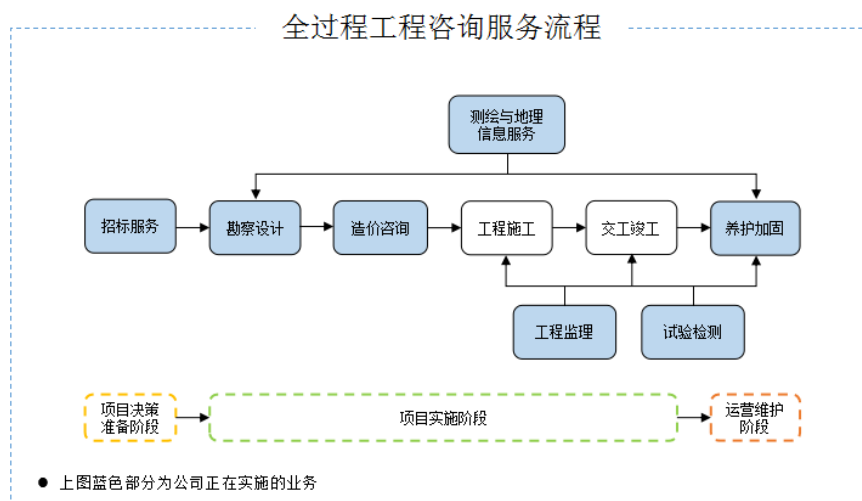 全过程工程咨询服务流程
测绘与地理
信息服务
招标服务
勘察设计
造价咨询
工程施工
交工竣工
养护加固
工程监理
试验检测
项目决策
准备阶段
项目实施阶段
运营维护
阶段
● 上图蓝色部分为公司正在实施的业务